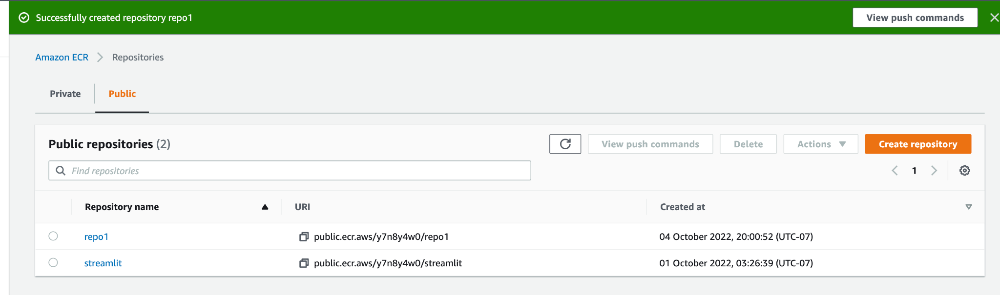 Successfully created repository repo1 View push commands
Amazon ECR Repositories
Private Public
Public repositories (2) View push commands Delete Actions Create repository
Find repositories 1
Repository name URI Created at
repo1 public.ecr.aws/y7n8y4w0/repo1 04 October 2022, 20:00:52 (UTC-07)
streamlit public.ecr.aws/y7n8y4w0/streamlit 01 October 2022, 03:26:39 (UTC-07)